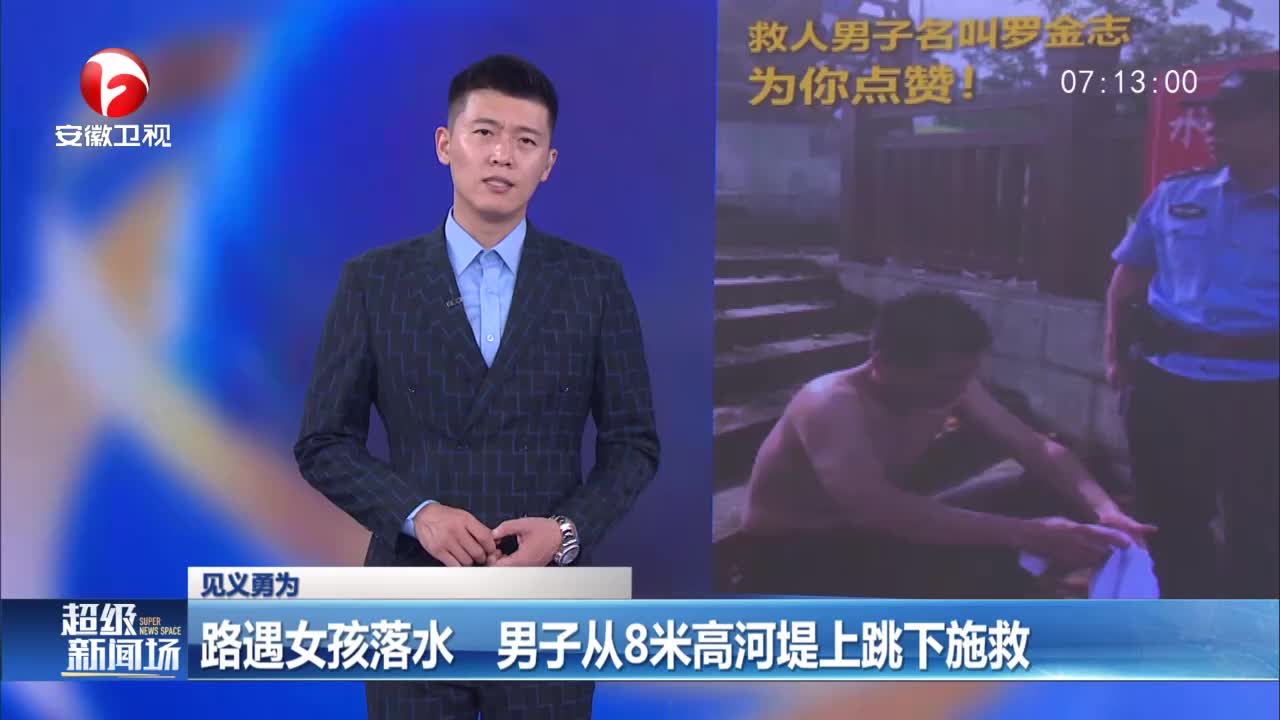 救人男子名叫罗金志
为你点赞!
07:13:00
安徽卫视
水
见义勇为
超级新闻场
SUPER
NEWS SPACE
路遇女孩落水 男子从8米高河堤上跳下施救